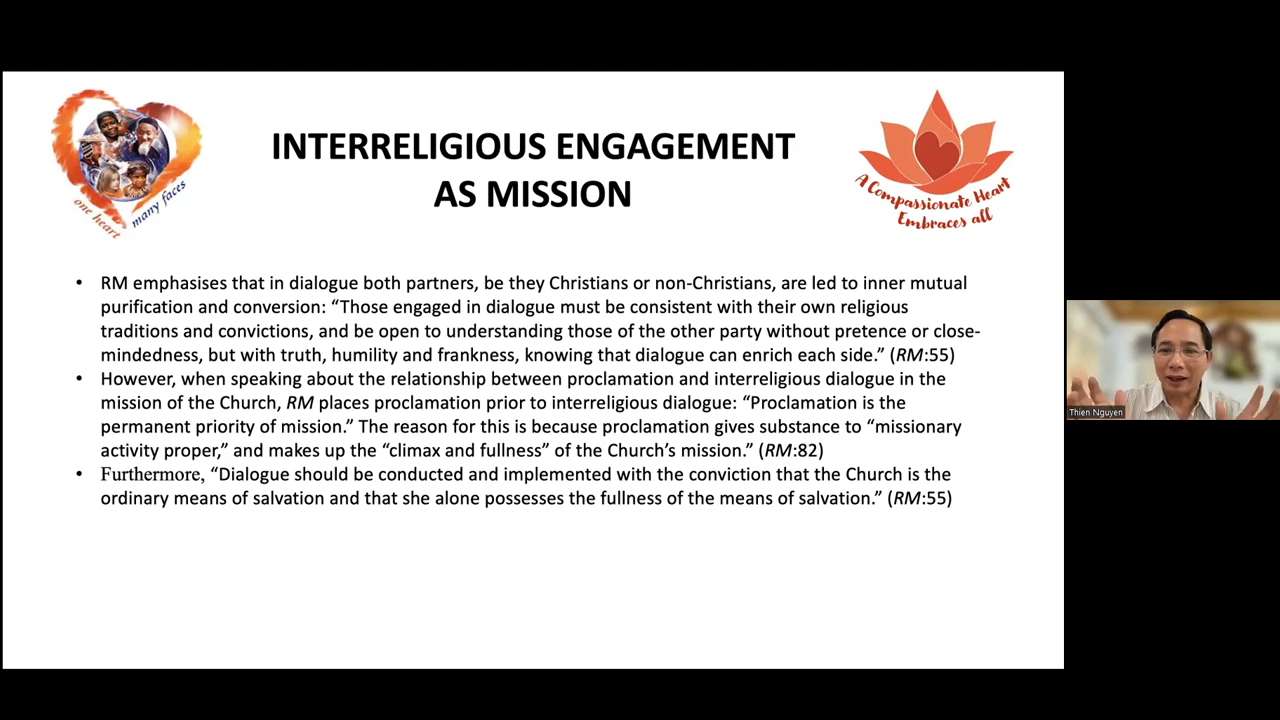 INTERRELIGIOUS ENGAGEMENT
AS MISSION
one heart
many faces
A Compassionate Heart
Embraces all
• RM emphasises that in dialogue both partners, be they Christians or non-Christians, are led to inner mutual
purification and conversion: “Those engaged in dialogue must be consistent with their own religious
traditions and convictions, and be open to understanding those of the other party without pretence or close-
mindedness, but with truth, humility and frankness, knowing that dialogue can enrich each side.” (RM:55)
• However, when speaking about the relationship between proclamation and interreligious dialogue in the
mission of the Church, RM places proclamation prior to interreligious dialogue: “Proclamation is the
permanent priority of mission.” The reason for this is because proclamation gives substance to “missionary
activity proper,” and makes up the “climax and fullness” of the Church’s mission.” (RM:82)
• Furthermore, “Dialogue should be conducted and implemented with the conviction that the Church is the
ordinary means of salvation and that she alone possesses the fullness of the means of salvation.” (RM:55)
Thien Nguyen